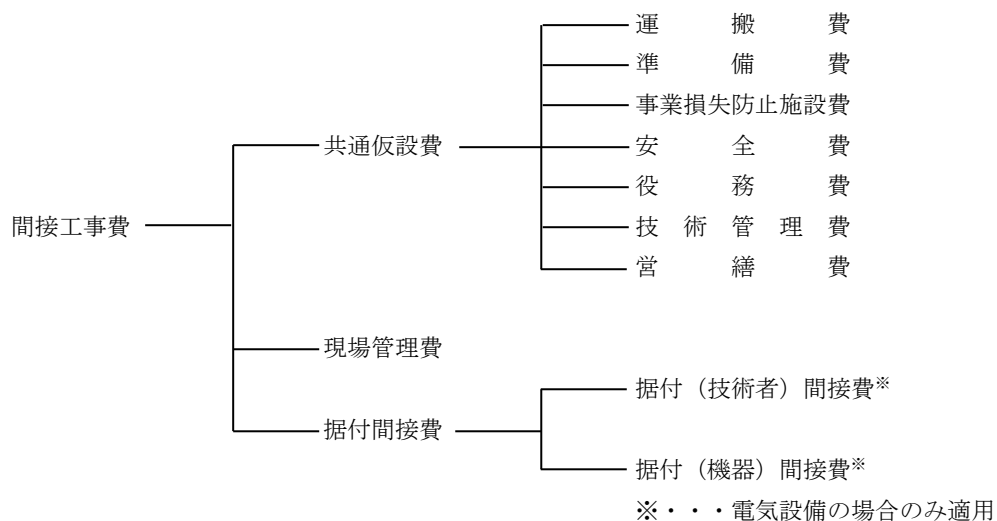 運搬費
準備費
事業損失防止施設費
共通仮設費
安全費
役務費
間接工事費
技術管理費
営繕費
現場管理費
据付（技術者）間接費※
据付間接費
据付（機器）間接費※
※・・・電気設備の場合のみ適用